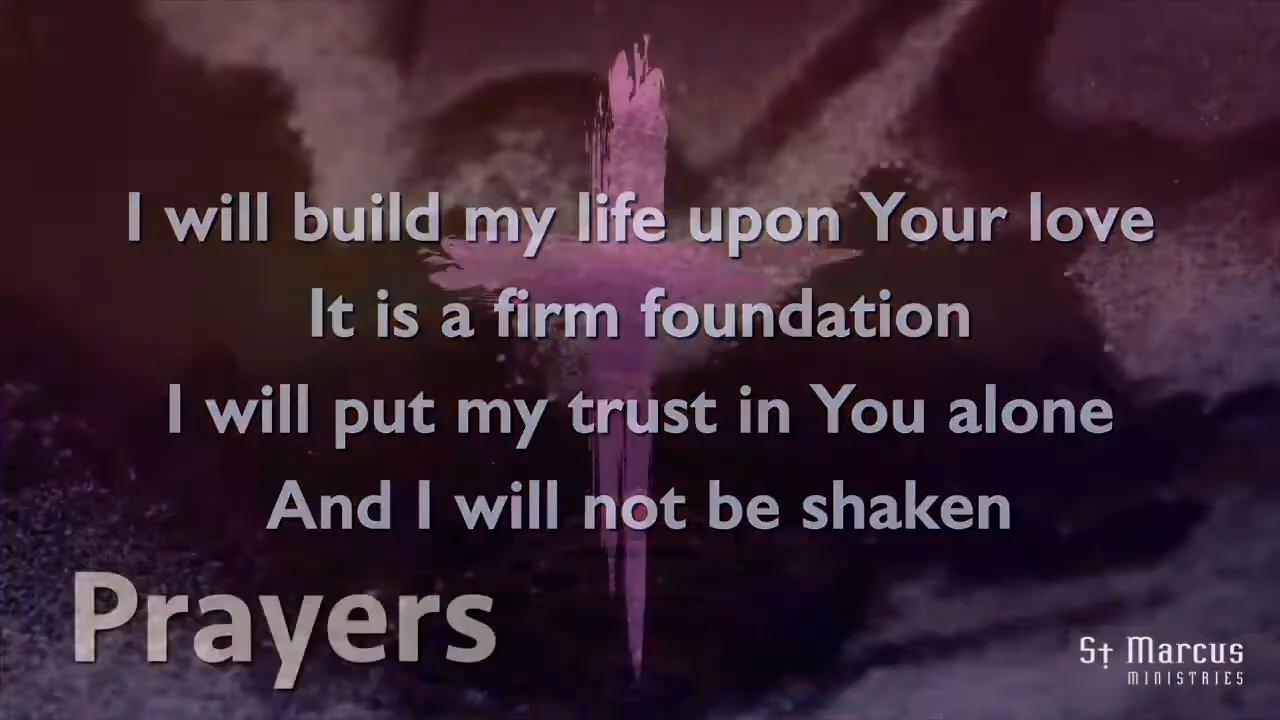 I will build my life upon Your love
It is a firm foundation
I will put my trust in You alone
And I will not be shaken
Prayers
St Marcus
MINISTRIES